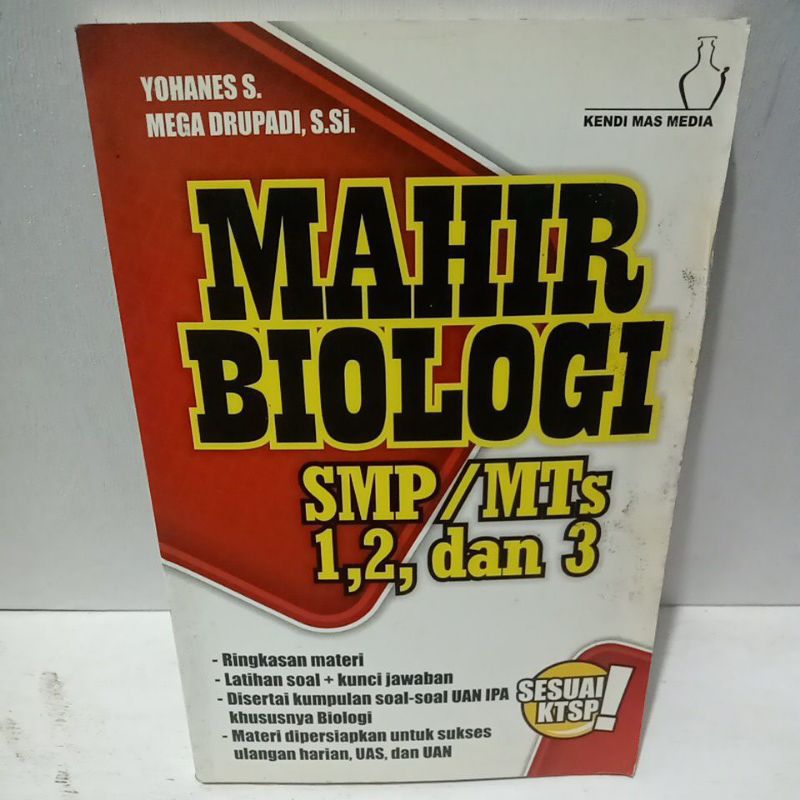 YOHANES S.
MEGA DRUPADI, S.Si.
KENDI MAS MEDIA
MAHIR
BIOLOGI
SMP/MTs
1,2, dan 3
- Ringkasan materi
- Latihan soal + kunci jawaban
- Disertai kumpulan soal-soal UAN IPA
khususnya Biologi
- Materi dipersiapkan untuk sukses
ulangan harian, UAS, dan UAN
SESUAI
KTSP!